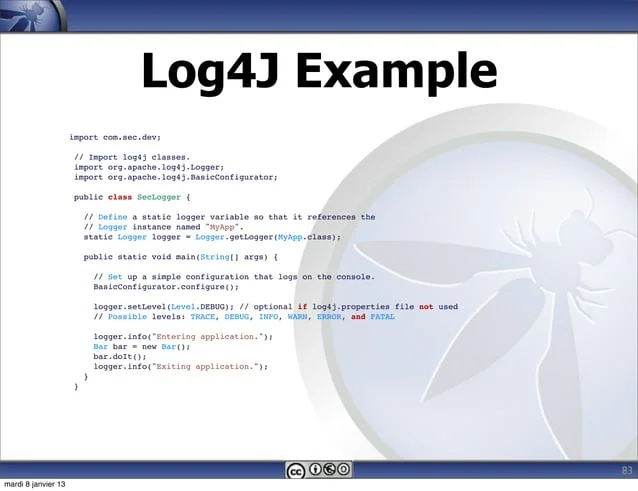 Log4J Example
import com.sec.dev;
// Import log4j classes.
import org.apache.log4j.Logger;
import org.apache.log4j.BasicConfigurator;
public class SecLogger {
// Define a static logger variable so that it references the
// Logger instance named "MyApp".
static Logger logger = Logger.getLogger(MyApp.class);
public static void main(String[] args) {
// Set up a simple configuration that logs on the console.
BasicConfigurator.configure();
logger.setLevel(Level.DEBUG); // optional if log4j.properties file not used
// Possible levels: TRACE, DEBUG, INFO, WARN, ERROR, and FATAL
logger.info("Entering application.");
Bar bar = new Bar();
bar.doIt();
logger.info("Exiting application.");
}
}
cc
83
mardi 8 janvier 13